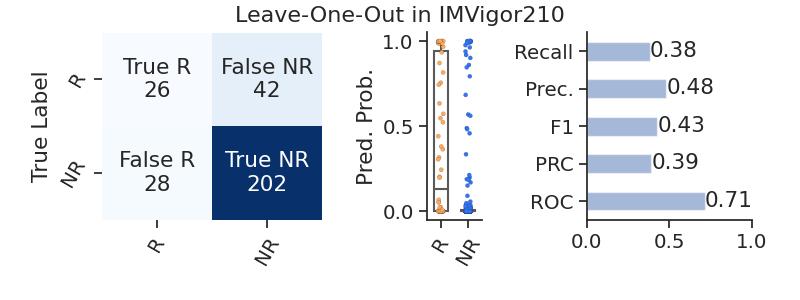 Leave-One-Out in IMVigor210
True Label
R
NR
True R
26
False NR
42
False R
28
True NR
202
R
NR
Pred. Prob.
1.0
0.5
0.0
R
NR
Recall
0.38
Prec.
0.48
F1
0.43
PRC
0.39
ROC
0.71
0.0
0.5
1.0